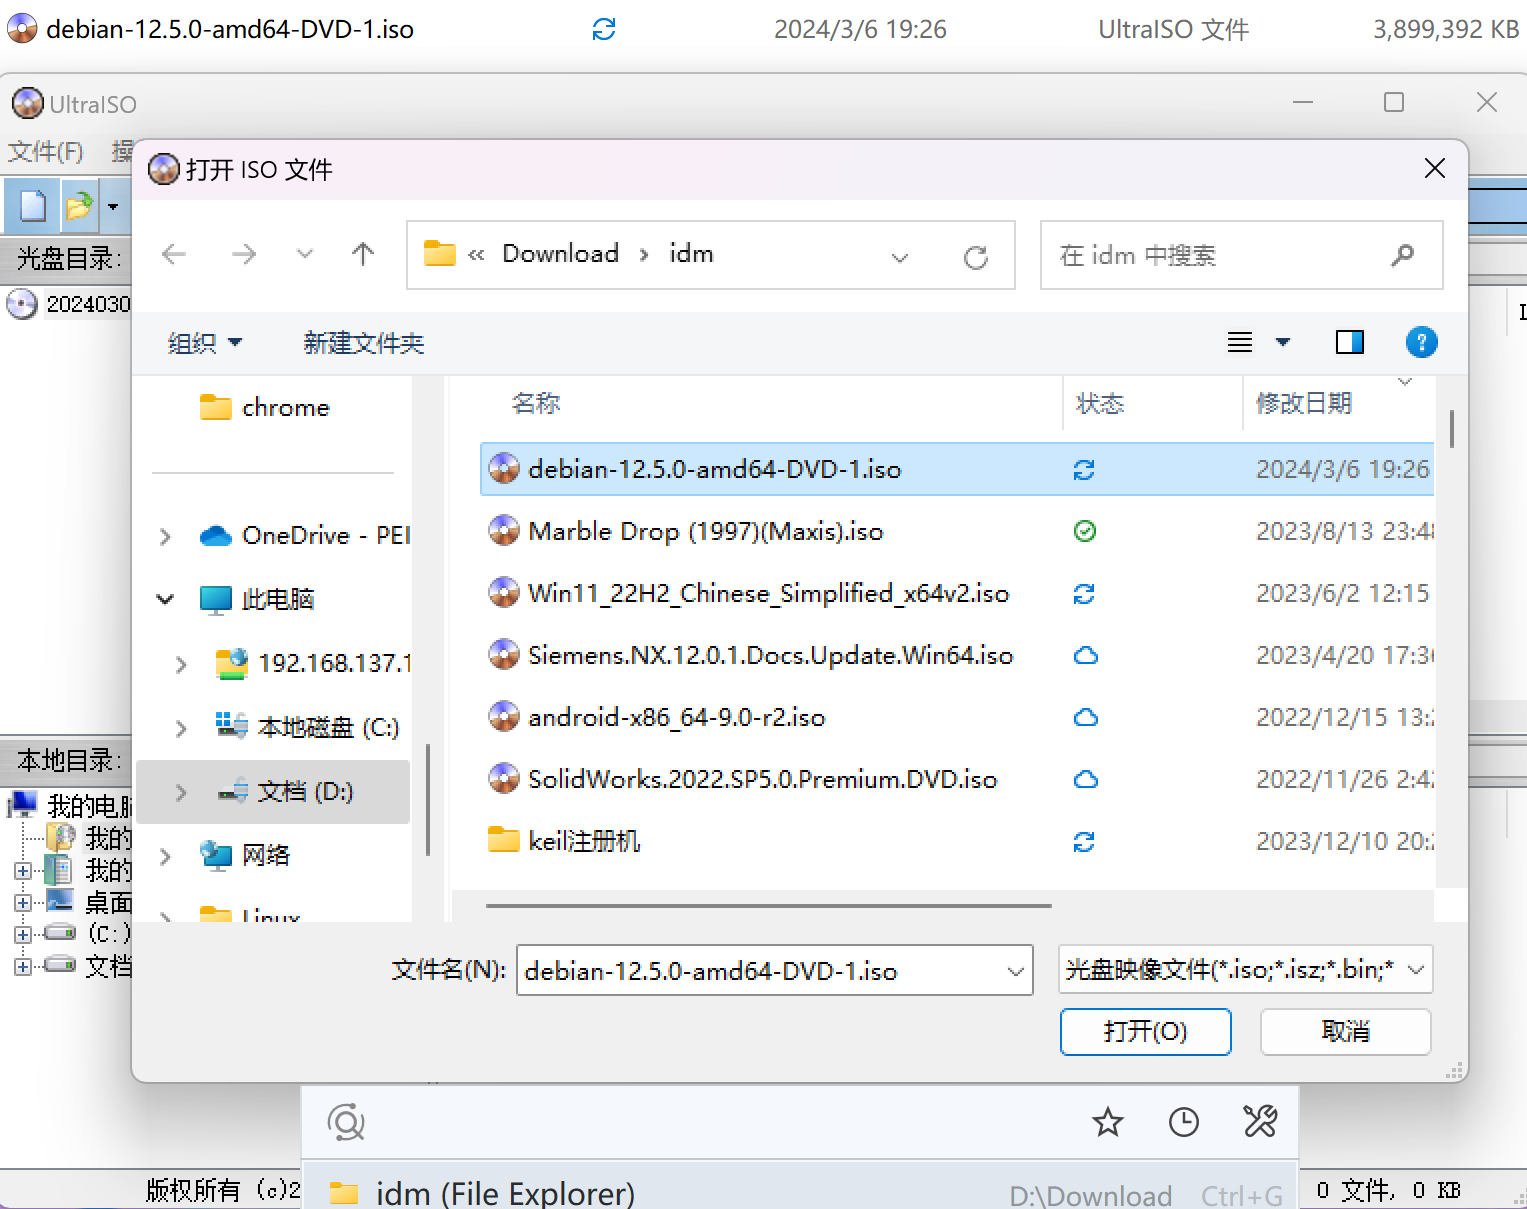 debian-12.5.0-amd64-DVD-1.iso 2024/3/6 19:26 UltraISO 文件 3,899,392 KB
UltraISO
文件(F) 操
打开 ISO 文件
« Download › idm 在 idm 中搜索
光盘目录:
2024030
组织 新建文件夹
chrome
OneDrive - PEI
此电脑
192.168.137.1
本地磁盘 (C:)
文档 (D:)
网络
Linux
名称 状态 修改日期
debian-12.5.0-amd64-DVD-1.iso 2024/3/6 19:26
Marble Drop (1997)(Maxis).iso 2023/8/13 23:48
Win11_22H2_Chinese_Simplified_x64v2.iso 2023/6/2 12:15
Siemens.NX.12.0.1.Docs.Update.Win64.iso 2023/4/20 17:3
android-x86_64-9.0-r2.iso 2022/12/15 13:
SolidWorks.2022.SP5.0.Premium.DVD.iso 2022/11/26 2:4
keil注册机 2023/12/10 20:
本地目录:
我的电脑
我的
我的
桌面
(C:)
文档
文件名(N): debian-12.5.0-amd64-DVD-1.iso 光盘映像文件(*.iso;*.isz;*.bin;*
打开(O) 取消
idm (File Explorer) D:\Download Ctrl+G
版权所有 (c)2 0 文件, 0 KB